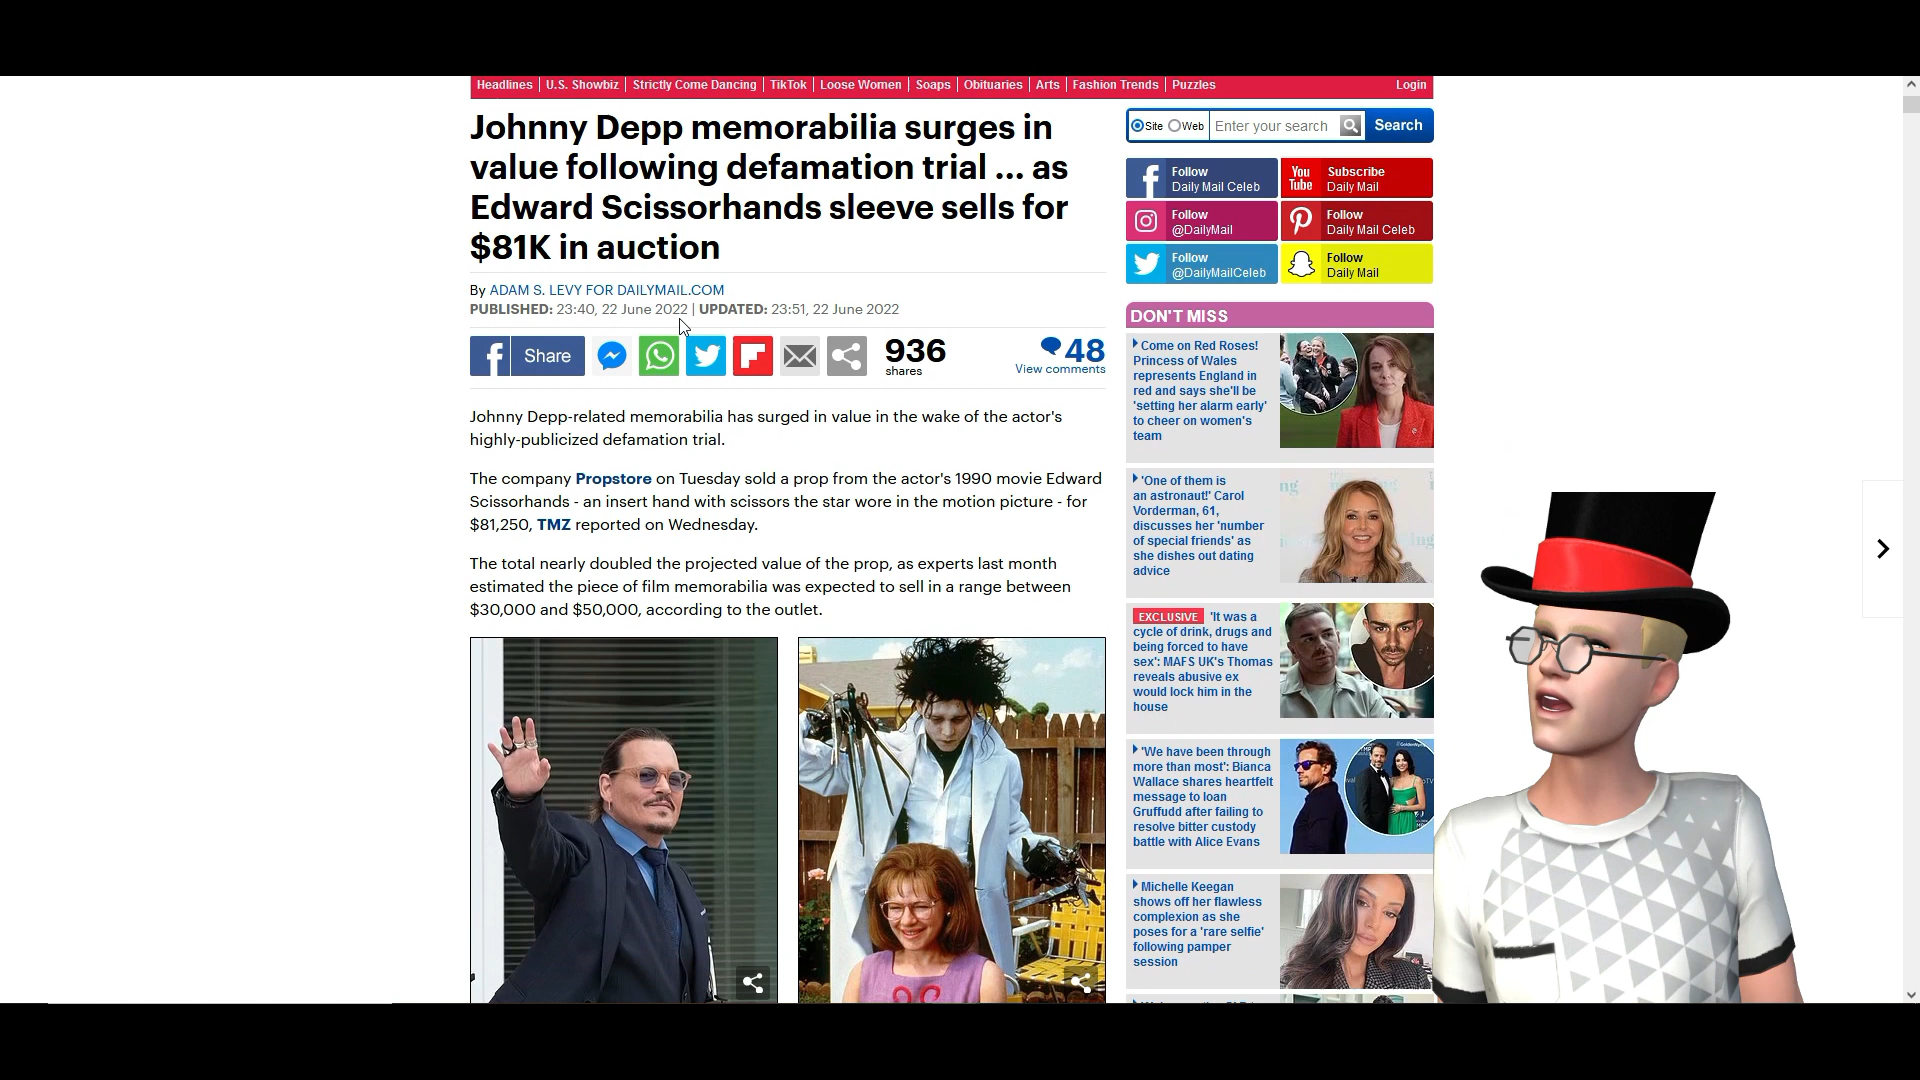 Headlines U.S. Showbiz Strictly Come Dancing TikTok Loose Women Soaps Obituaries Arts Fashion Trends Puzzles Login
Johnny Depp memorabilia surges in
value following defamation trial ... as
Edward Scissorhands sleeve sells for
$81K in auction
By ADAM S. LEVY FOR DAILYMAIL.COM
PUBLISHED: 23:40, 22 June 2022 | UPDATED: 23:51, 22 June 2022
Share
936
shares
48
View comments
Johnny Depp-related memorabilia has surged in value in the wake of the actor's
highly-publicized defamation trial.
The company Propstore on Tuesday sold a prop from the actor's 1990 movie Edward
Scissorhands - an insert hand with scissors the star wore in the motion picture - for
$81,250, TMZ reported on Wednesday.
The total nearly doubled the projected value of the prop, as experts last month
estimated the piece of film memorabilia was expected to sell in a range between
$30,000 and $50,000, according to the outlet.
Site Web Enter your search Search
Follow
Daily Mail Celeb
You
Tube
Subscribe
Daily Mail
Follow
@DailyMail
Follow
Daily Mail Celeb
Follow
@DailyMailCeleb
Follow
Daily Mail
DON'T MISS
Come on Red Roses!
Princess of Wales
represents England in
red and says she'll be
'setting her alarm early'
to cheer on women's
team
'One of them is
an astronaut!' Carol
Vorderman, 61,
discusses her 'number
of special friends' as
she dishes out dating
advice
EXCLUSIVE 'It was a
cycle of drink, drugs and
being forced to have
sex': MAFS UK's Thomas
reveals abusive ex
would lock him in the
house
'We have been through
more than most': Bianca
Wallace shares heartfelt
message to Ioan
Gruffudd after failing to
resolve bitter custody
battle with Alice Evans
Michelle Keegan
shows off her flawless
complexion as she
poses for a 'rare selfie'
following pamper
session